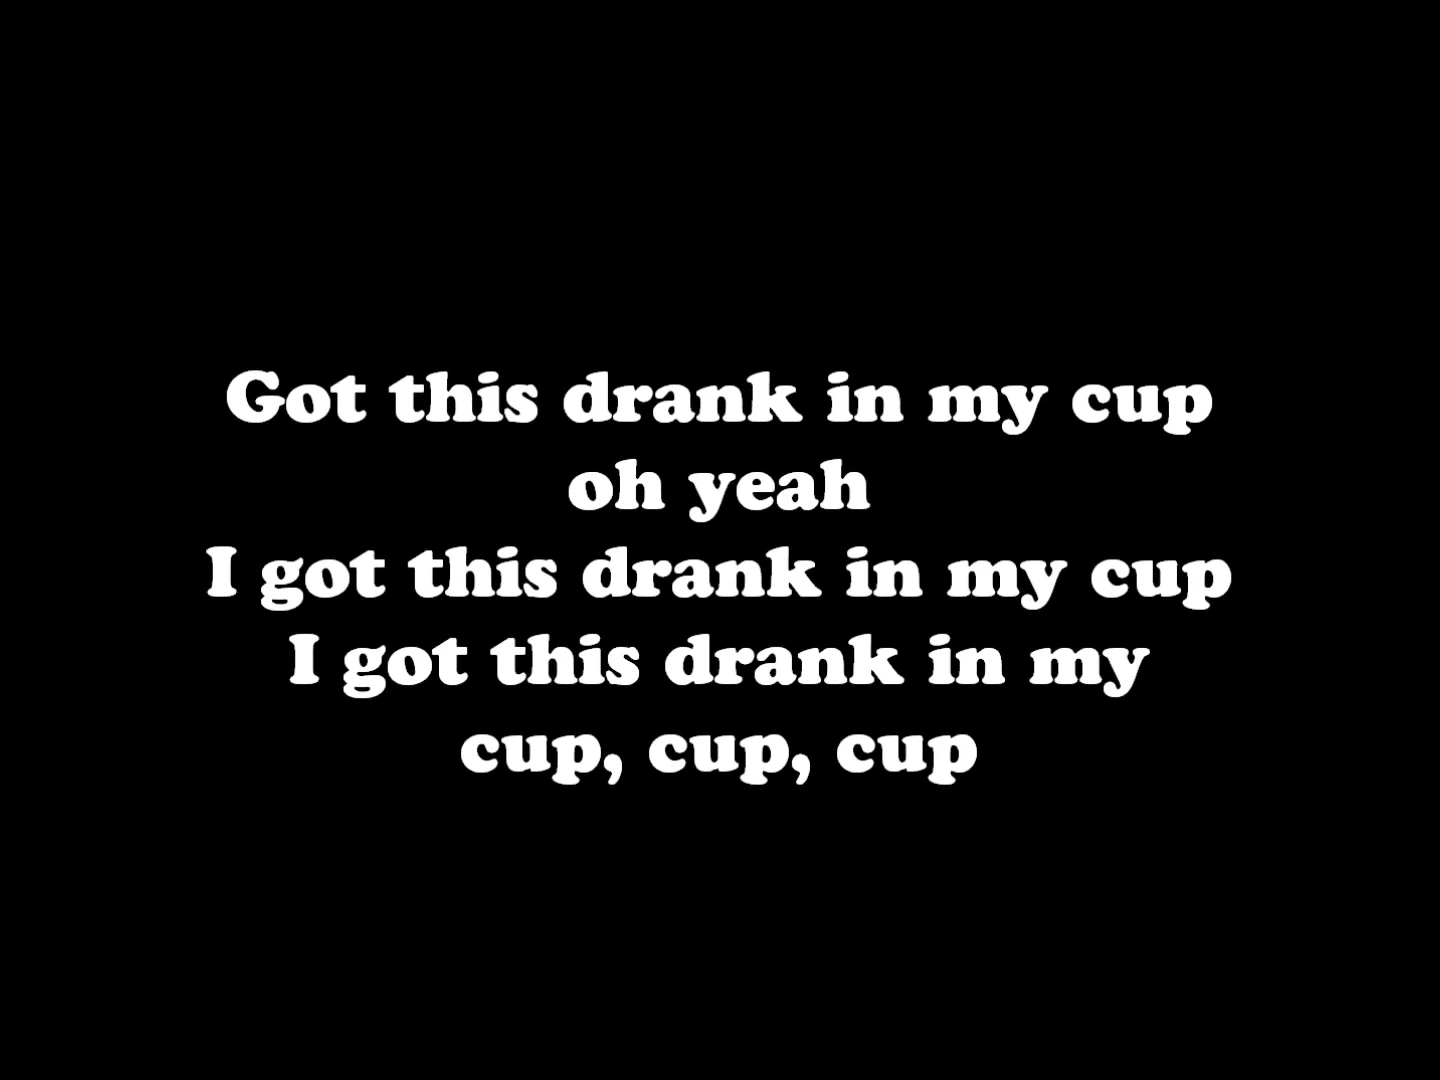 Got this drank in my cup
oh yeah
I got this drank in my cup
I got this drank in my
cup, cup, cup